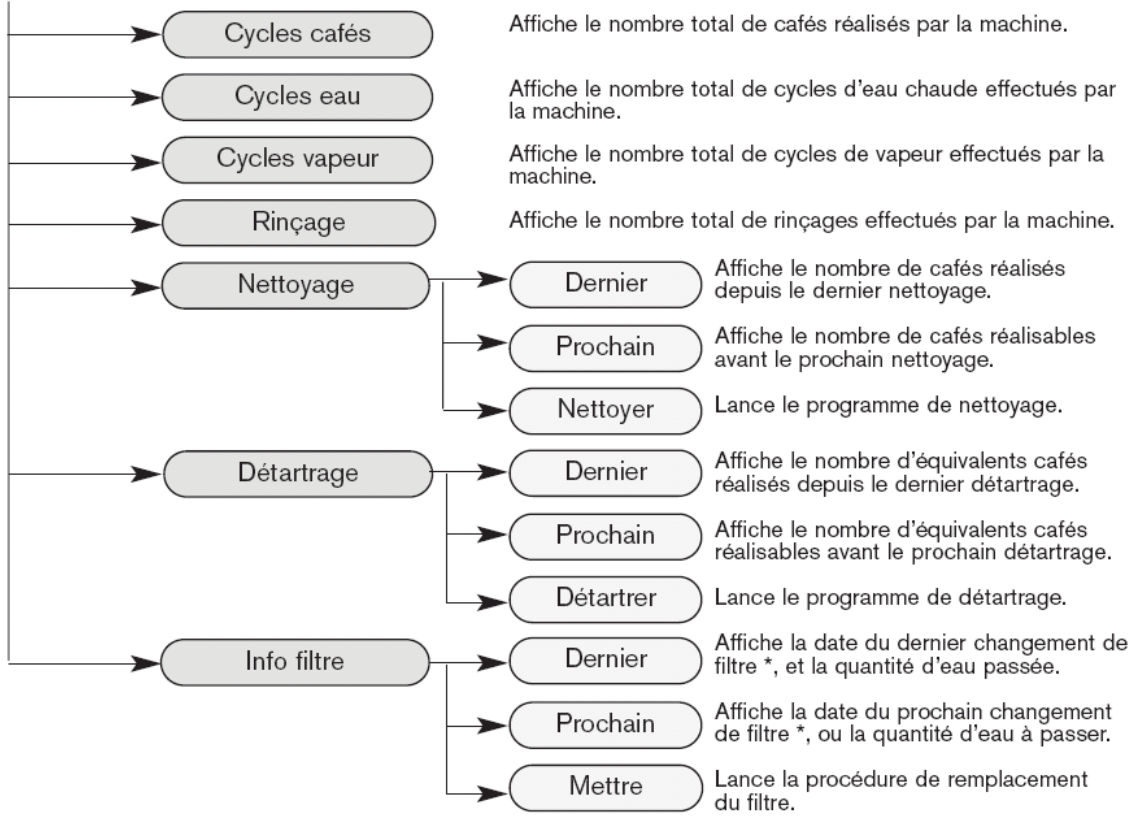 Cycles cafés
Affiche le nombre total de cafés réalisés par la machine.
Cycles eau
Affiche le nombre total de cycles d'eau chaude effectués par
la machine.
Cycles vapeur
Affiche le nombre total de cycles de vapeur effectués par la
machine.
Rinçage
Affiche le nombre total de rinçages effectués par la machine.
Nettoyage
Dernier
Affiche le nombre de cafés réalisés
depuis le dernier nettoyage.
Prochain
Affiche le nombre de cafés réalisables
avant le prochain nettoyage.
Nettoyer
Lance le programme de nettoyage.
Détartrage
Dernier
Affiche le nombre d'équivalents cafés
réalisés depuis le dernier détartrage.
Prochain
Affiche le nombre d'équivalents cafés
réalisables avant le prochain détartrage.
Détartrer
Lance le programme de détartrage.
Info filtre
Dernier
Affiche la date du dernier changement de
filtre *, et la quantité d'eau passée.
Prochain
Affiche la date du prochain changement
de filtre *, ou la quantité d'eau à passer.
Mettre
Lance la procédure de remplacement
du filtre.